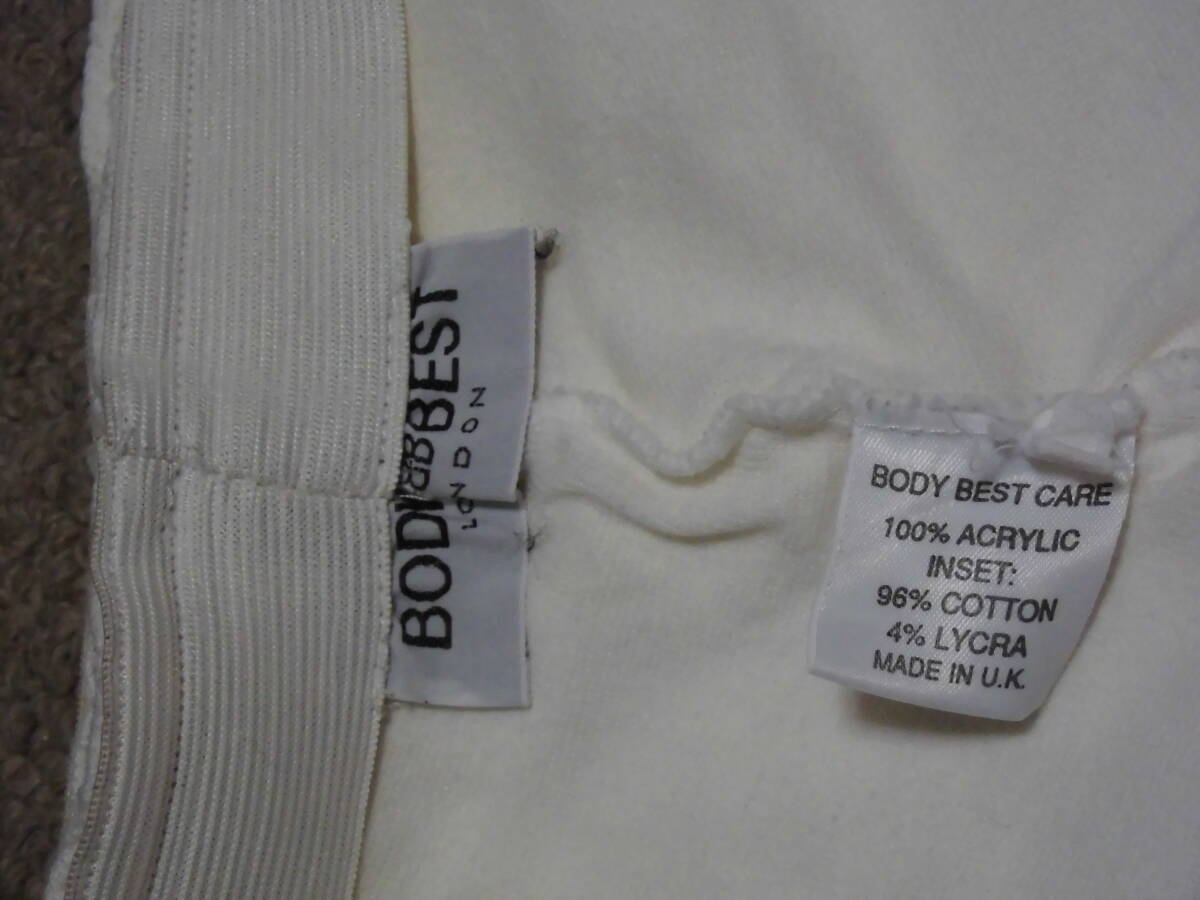 BODY BEST
LONDON
BODY BEST CARE
100% ACRYLIC
INSET:
96% COTTON
4% LYCRA
MADE IN U.K.